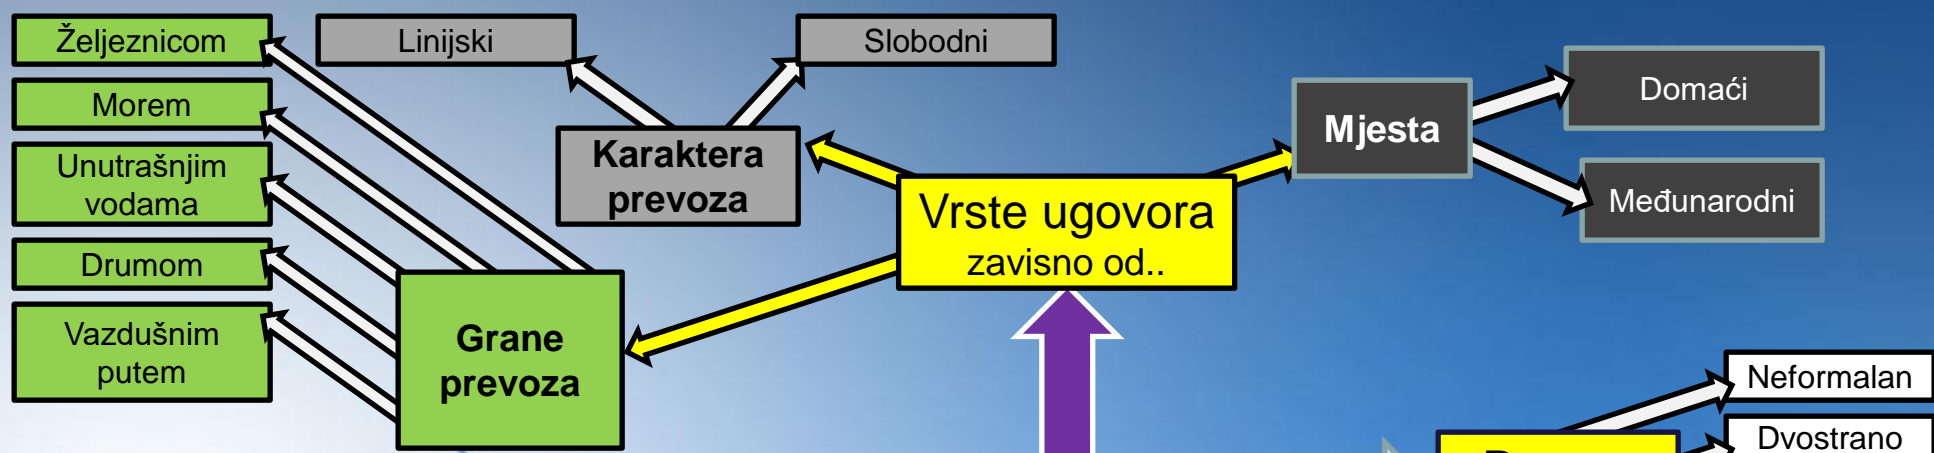 Željeznicom
Morem
Unutrašnjim
vodama
Drumom
Vazdušnim
putem
Linijski
Slobodni
Karaktera
prevoza
Grane
prevoza
Vrste ugovora
zavisno od..
Mjesta
Domaći
Međunarodni
Neformalan
Dvostrano